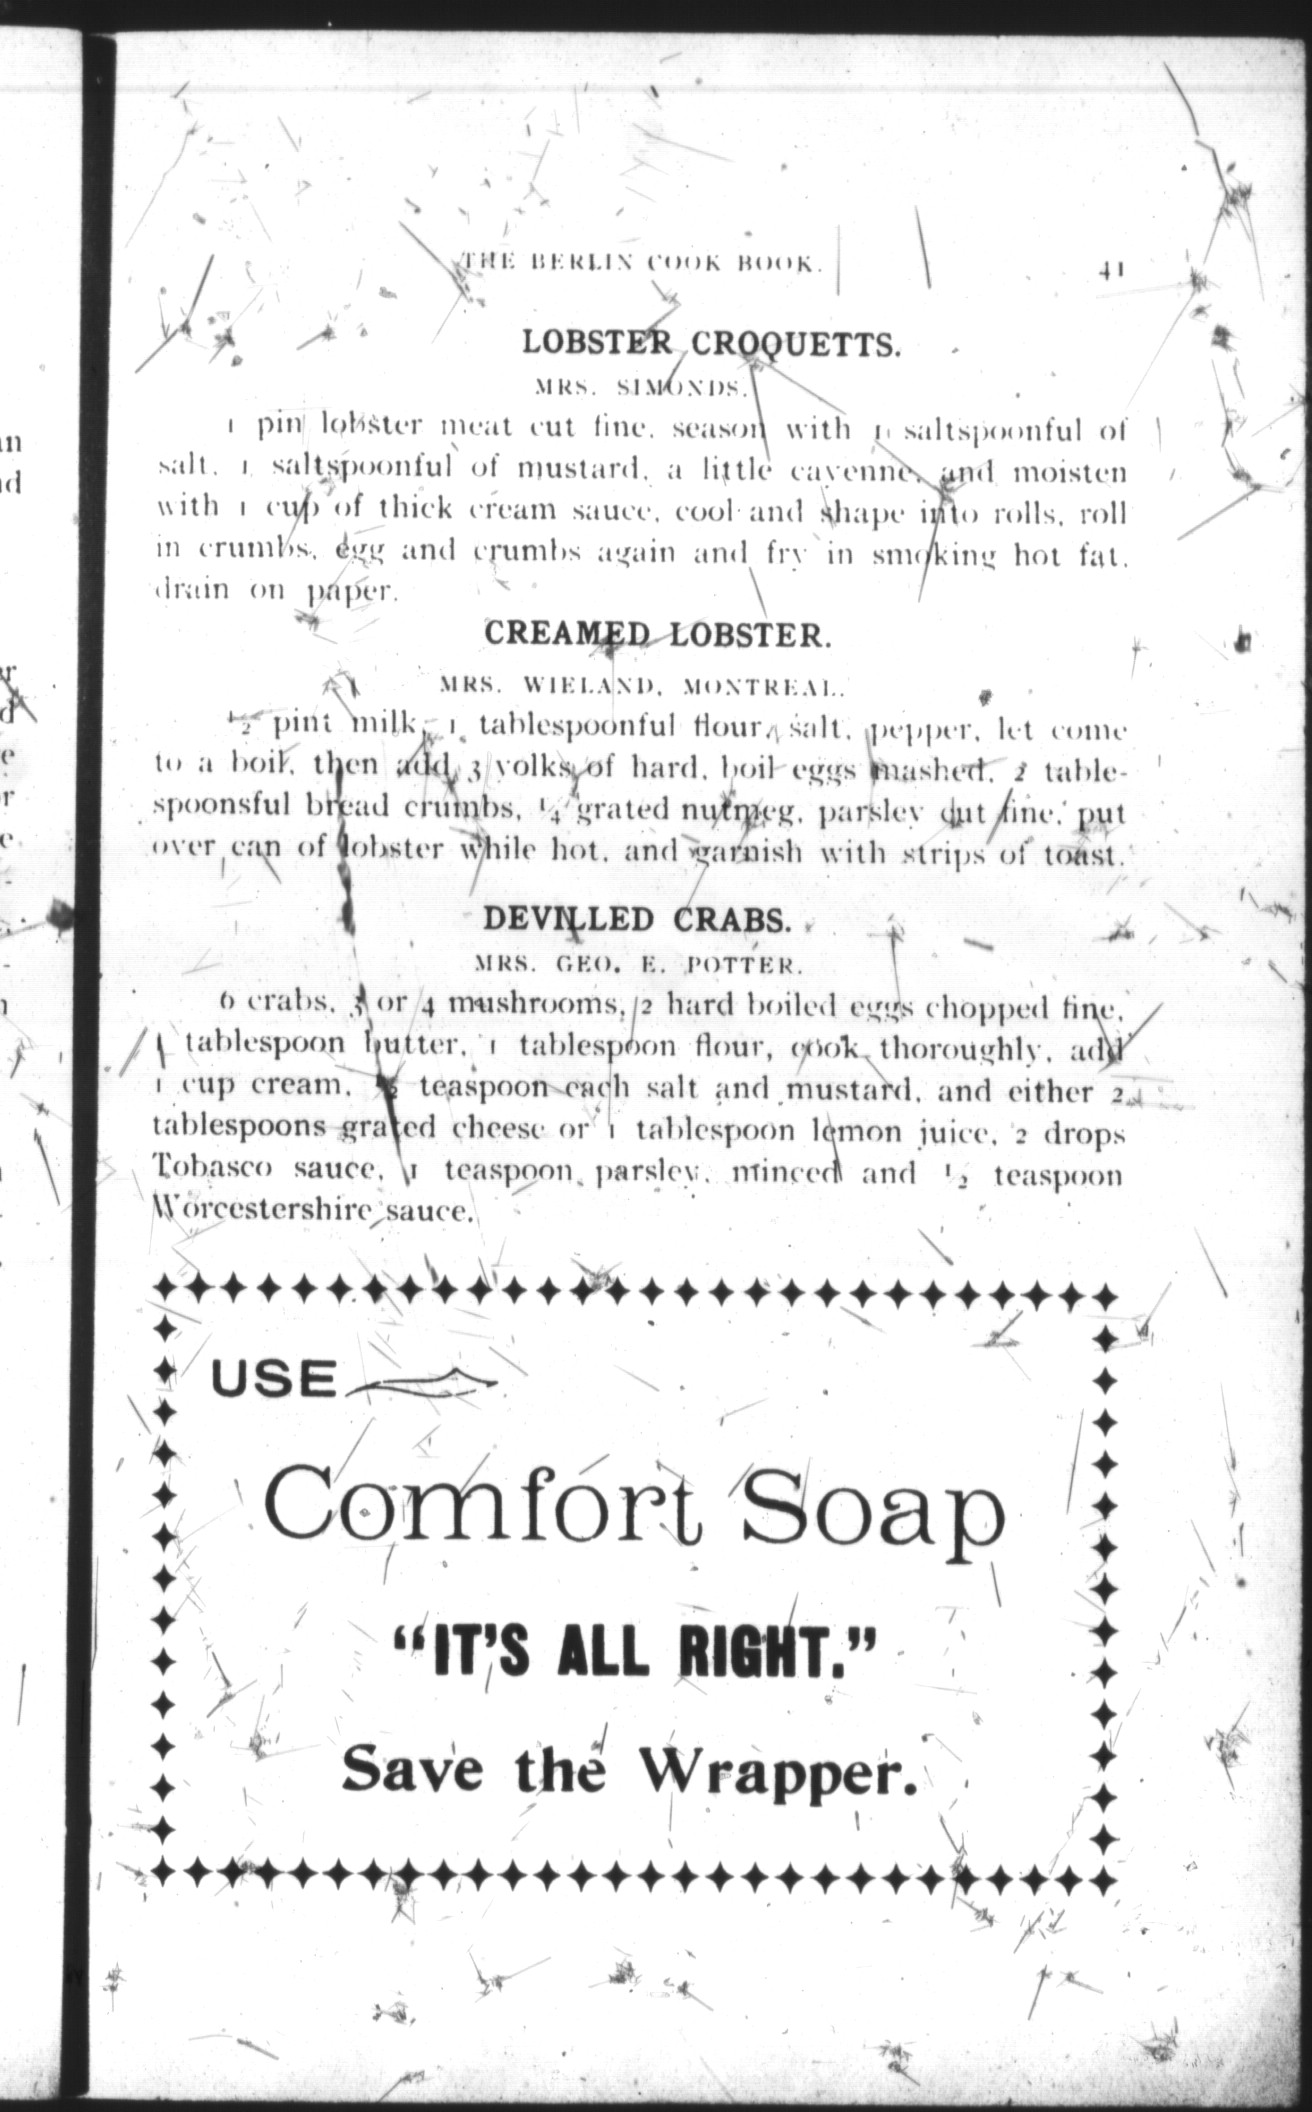 THE BERLIN COOK BOOK. 41
LOBSTER CROQUETTS.
MRS. SIMONDS.
1 pin lobster meat cut fine, season with 1 saltspoonful of
salt, 1 saltspoonful of mustard, a little cayenne, and moisten
with 1 cup of thick cream sauce, cool and shape into rolls, roll
in crumbs, egg and crumbs again and fry in smoking hot fat,
drain on paper.
CREAMED LOBSTER.
MRS. WIELAND, MONTREAL.
½ pint milk, 1 tablespoonful flour, salt, pepper, let come
to a boil, then add 3 yolks of hard, boil eggs mashed, 2 table-
spoonsful bread crumbs, ¼ grated nutmeg, parsley cut fine, put
over can of lobster while hot, and garnish with strips of toast.
DEVILLED CRABS.
MRS. GEO. E. POTTER.
6 crabs, 3 or 4 mushrooms, 2 hard boiled eggs chopped fine,
1 tablespoon butter, 1 tablespoon flour, cook thoroughly, add
1 cup cream, ½ teaspoon each salt and mustard, and either 2
tablespoons grated cheese or 1 tablespoon lemon juice, 2 drops
Tobasco sauce, 1 teaspoon parsley, minced and ½ teaspoon
Worcestershire sauce.
USE
Comfort Soap
"IT'S ALL RIGHT."
Save the Wrapper.